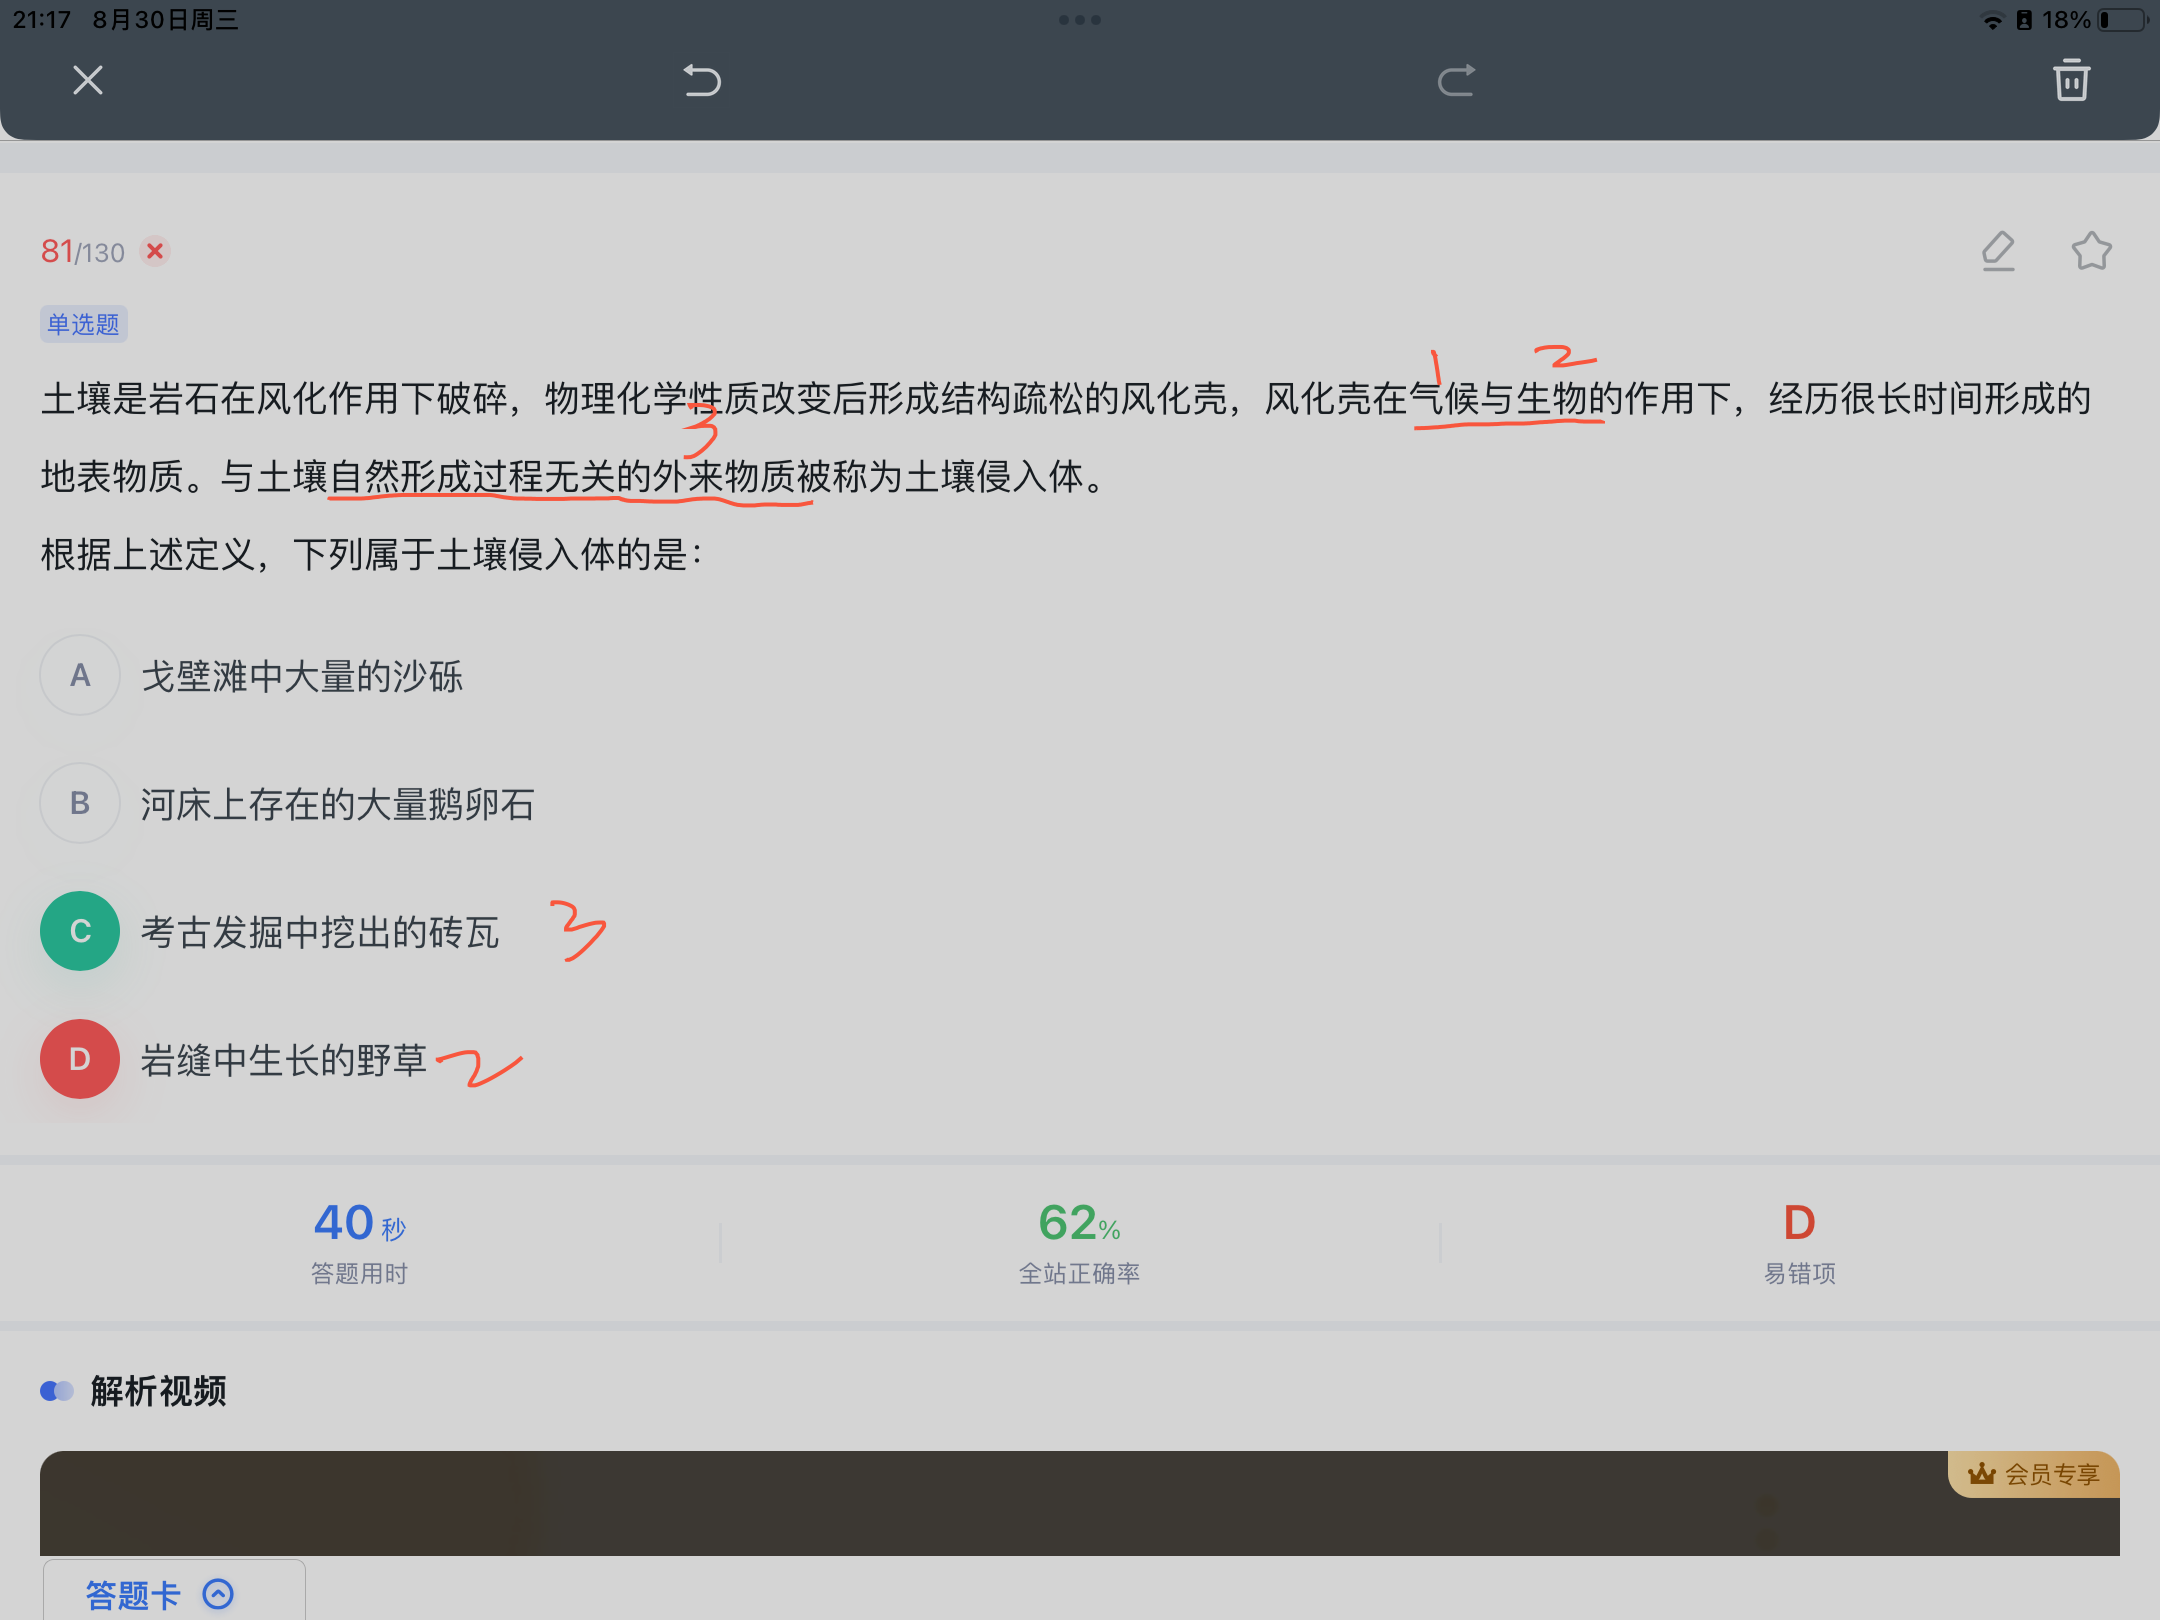 21:17 8月30日周三
18%
81/130
单选题
1 2
土壤是岩石在风化作用下破碎，物理化学性质改变后形成结构疏松的风化壳，风化壳在气候与生物的作用下，经历很长时间形成的
3
地表物质。与土壤自然形成过程无关的外来物质被称为土壤侵入体。
根据上述定义，下列属于土壤侵入体的是：
A 戈壁滩中大量的沙砾
B 河床上存在的大量鹅卵石
C 考古发掘中挖出的砖瓦 3
D 岩缝中生长的野草 2
40秒 62% D
答题用时 全站正确率 易错项
解析视频
会员专享
答题卡